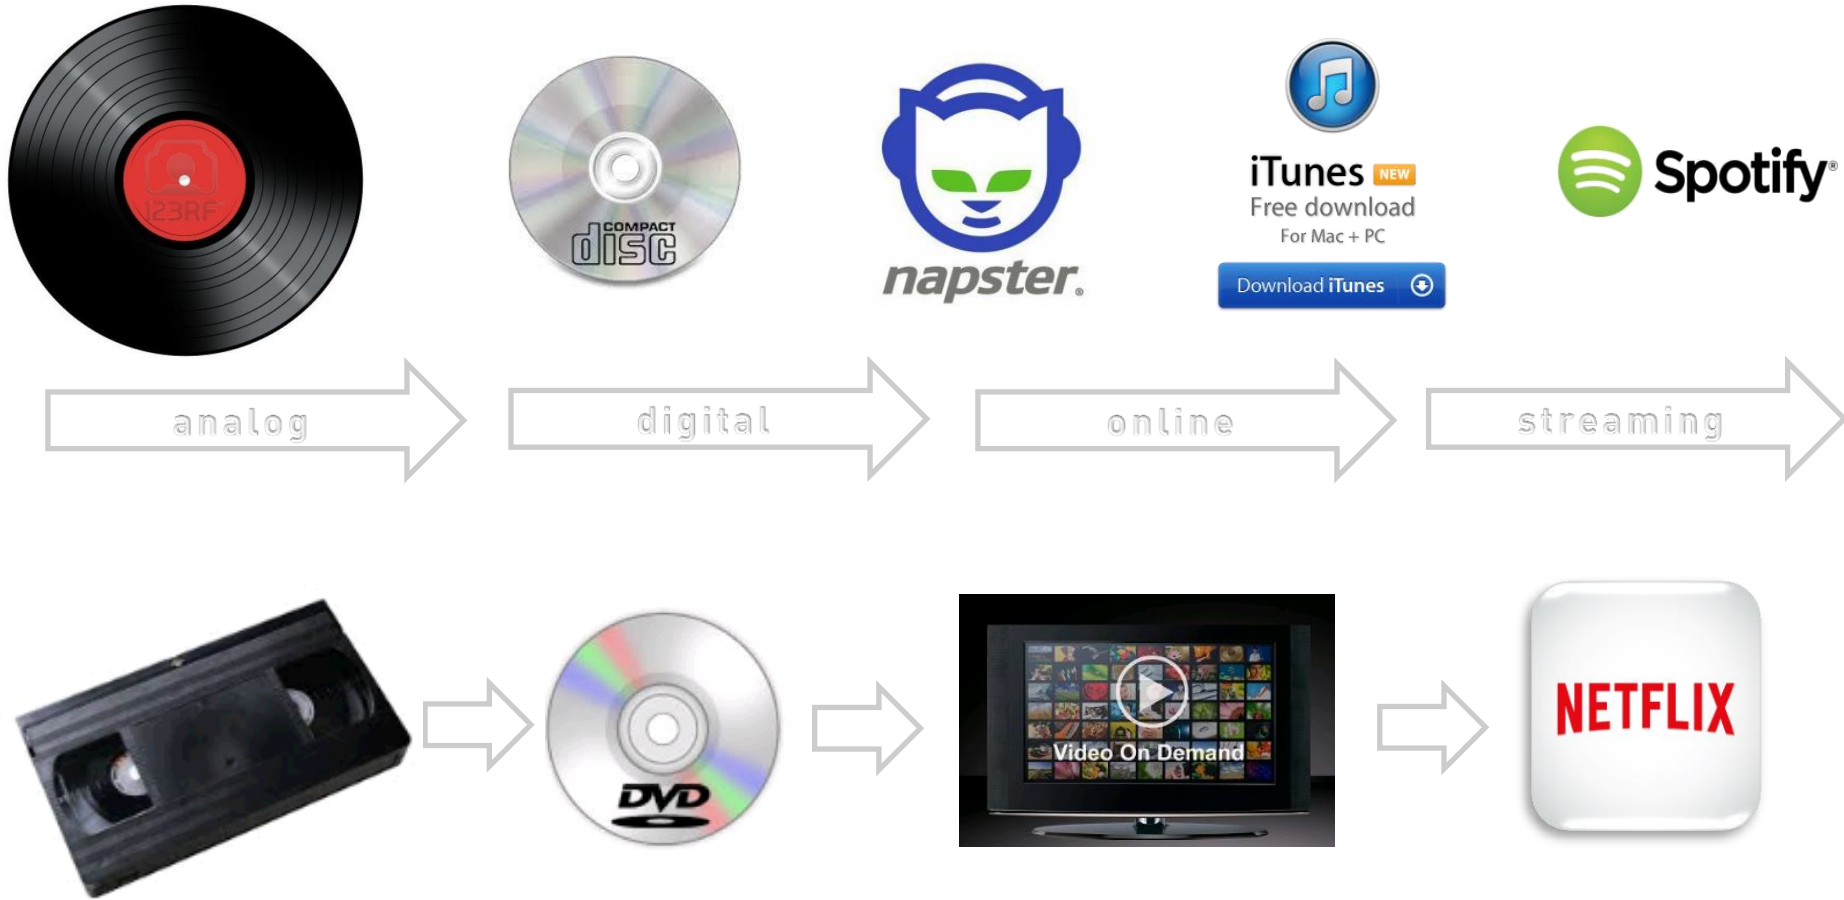 123RF
COMPACT
disc
napster.
iTunes NEW
Free download
For Mac + PC
Download iTunes
Spotify®
analog
digital
online
streaming
DVD
Video On Demand
NETFLIX